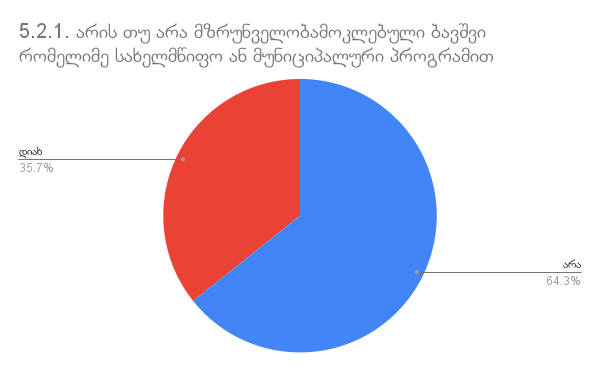 5.2.1. არის თუ არა მზრუნველობამოკლებული ბავშვი
რომელიმე სახელმწიფო ან მუნიციპალური პროგრამით
დიახ
35.7%
არა
64.3%